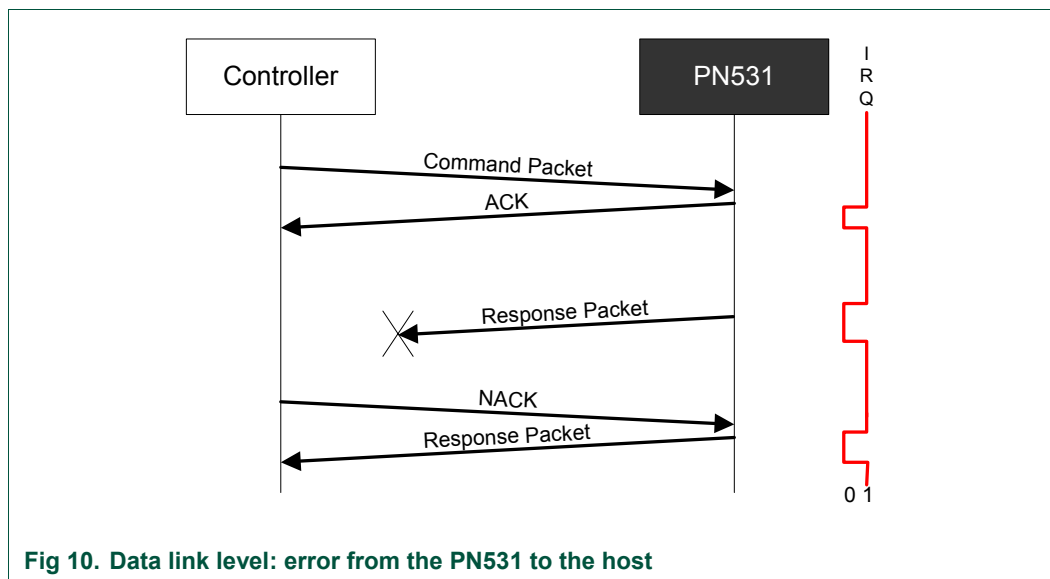 Controller
PN531
I
R
Q
Command Packet
ACK
Response Packet
NACK
Response Packet
0 1
Fig 10. Data link level: error from the PN531 to the host